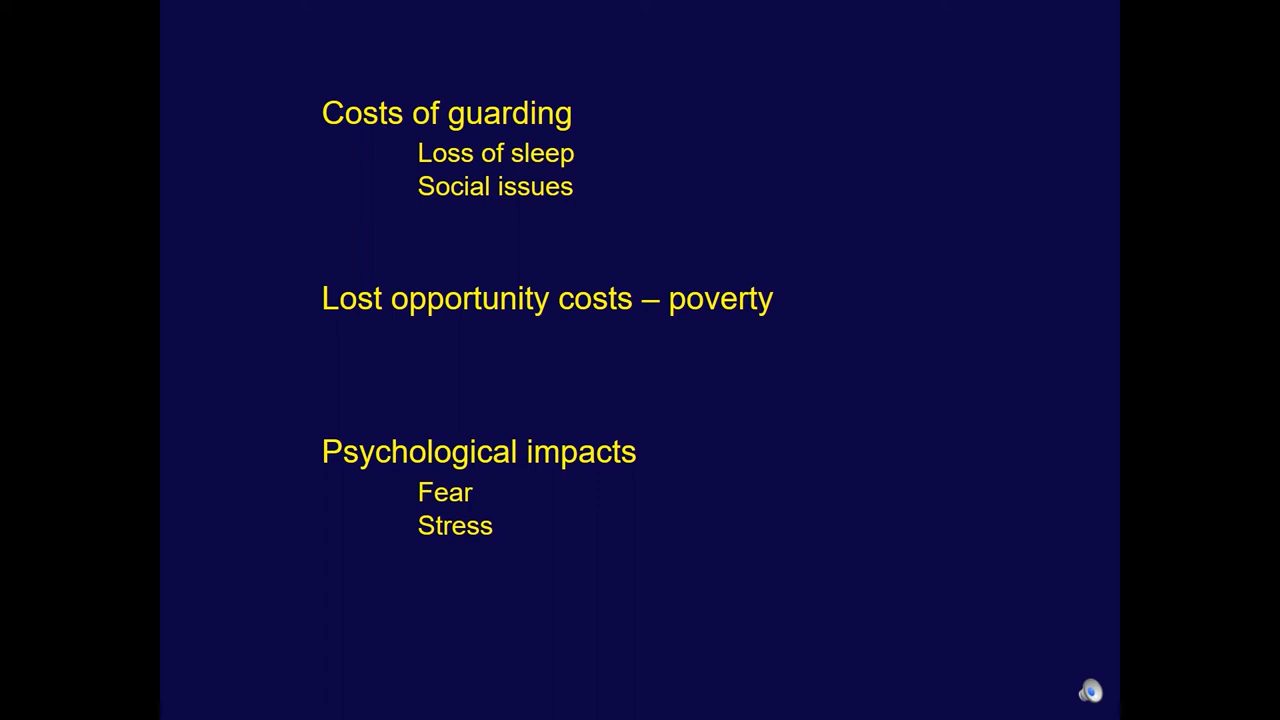 Costs of guarding
Loss of sleep
Social issues
Lost opportunity costs – poverty
Psychological impacts
Fear
Stress